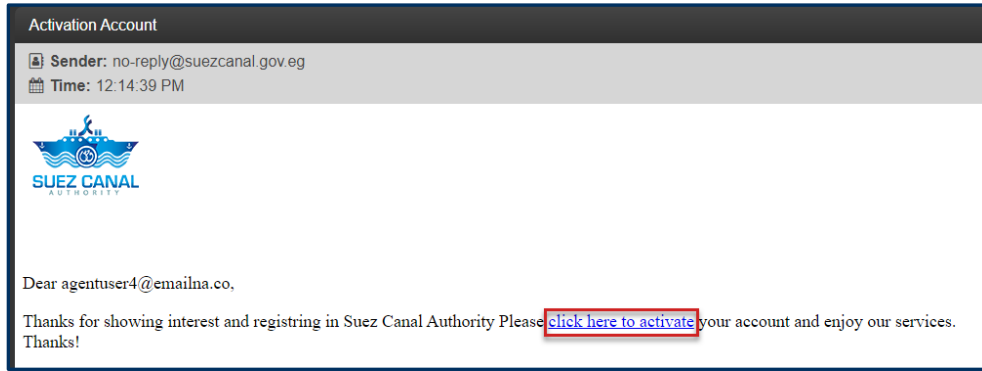 Activation Account
Sender: no-reply@suezcanal.gov.eg
Time: 12:14:39 PM
SUEZ CANAL
AUTHORITY
Dear agentuser4@emailna.co,
Thanks for showing interest and registring in Suez Canal Authority Please click here to activate your account and enjoy our services.
Thanks!